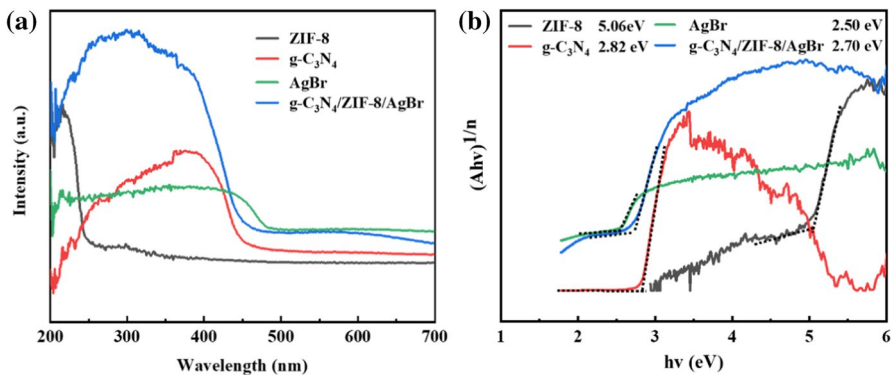 (a)
ZIF-8
g-C₃N₄
AgBr
g-C₃N₄/ZIF-8/AgBr
Intensity (a.u.)
200 300 400 500 600 700
Wavelength (nm)
(b)
ZIF-8 5.06eV AgBr 2.50 eV
g-C₃N₄ 2.82 eV g-C₃N₄/ZIF-8/AgBr 2.70 eV
(Ahv)1/n
1 2 3 4 5 6
hv (eV)